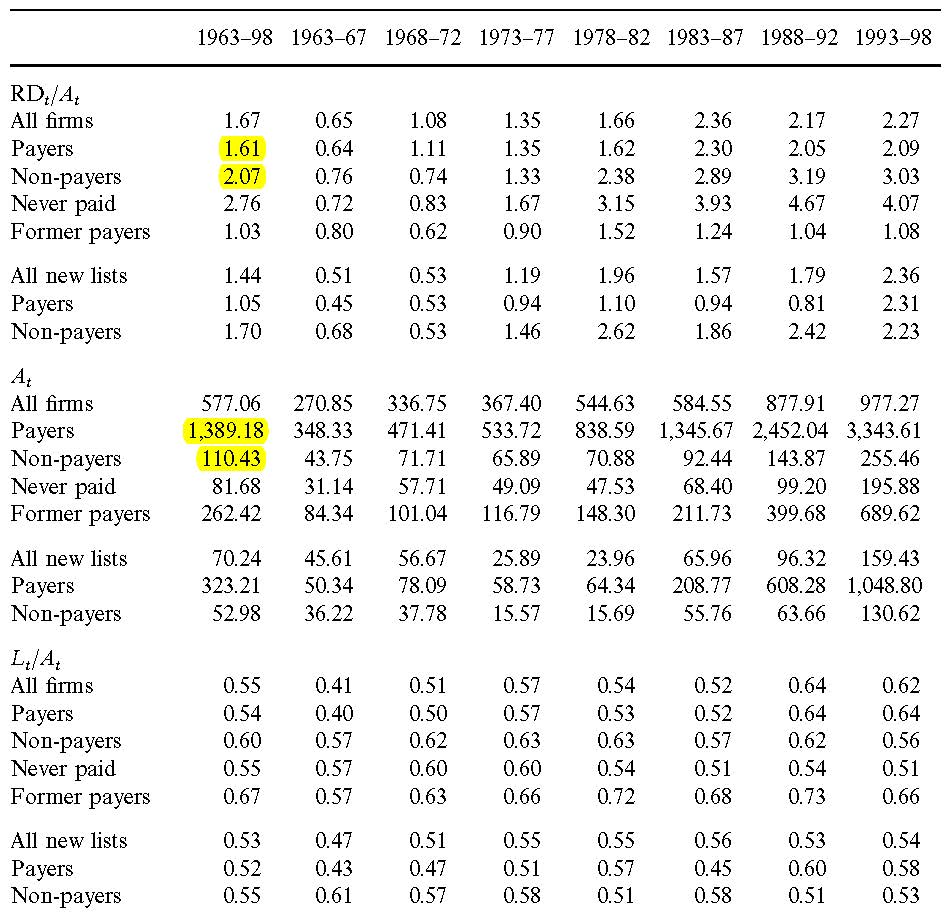 1963–98 1963–67 1968–72 1973–77 1978–82 1983–87 1988–92 1993–98
RDₜ/Aₜ
All firms 1.67 0.65 1.08 1.35 1.66 2.36 2.17 2.27
Payers 1.61 0.64 1.11 1.35 1.62 2.30 2.05 2.09
Non-payers 2.07 0.76 0.74 1.33 2.38 2.89 3.19 3.03
Never paid 2.76 0.72 0.83 1.67 3.15 3.93 4.67 4.07
Former payers 1.03 0.80 0.62 0.90 1.52 1.24 1.04 1.08
All new lists 1.44 0.51 0.53 1.19 1.96 1.57 1.79 2.36
Payers 1.05 0.45 0.53 0.94 1.10 0.94 0.81 2.31
Non-payers 1.70 0.68 0.53 1.46 2.62 1.86 2.42 2.23
Aₜ
All firms 577.06 270.85 336.75 367.40 544.63 584.55 877.91 977.27
Payers 1,389.18 348.33 471.41 533.72 838.59 1,345.67 2,452.04 3,343.61
Non-payers 110.43 43.75 71.71 65.89 70.88 92.44 143.87 255.46
Never paid 81.68 31.14 57.71 49.09 47.53 68.40 99.20 195.88
Former payers 262.42 84.34 101.04 116.79 148.30 211.73 399.68 689.62
All new lists 70.24 45.61 56.67 25.89 23.96 65.96 96.32 159.43
Payers 323.21 50.34 78.09 58.73 64.34 208.77 608.28 1,048.80
Non-payers 52.98 36.22 37.78 15.57 15.69 55.76 63.66 130.62
Lₜ/Aₜ
All firms 0.55 0.41 0.51 0.57 0.54 0.52 0.64 0.62
Payers 0.54 0.40 0.50 0.57 0.53 0.52 0.64 0.64
Non-payers 0.60 0.57 0.62 0.63 0.63 0.57 0.62 0.56
Never paid 0.55 0.57 0.60 0.60 0.54 0.51 0.54 0.51
Former payers 0.67 0.57 0.63 0.66 0.72 0.68 0.73 0.66
All new lists 0.53 0.47 0.51 0.55 0.55 0.56 0.53 0.54
Payers 0.52 0.43 0.47 0.51 0.57 0.45 0.60 0.58
Non-payers 0.55 0.61 0.57 0.58 0.51 0.58 0.51 0.53